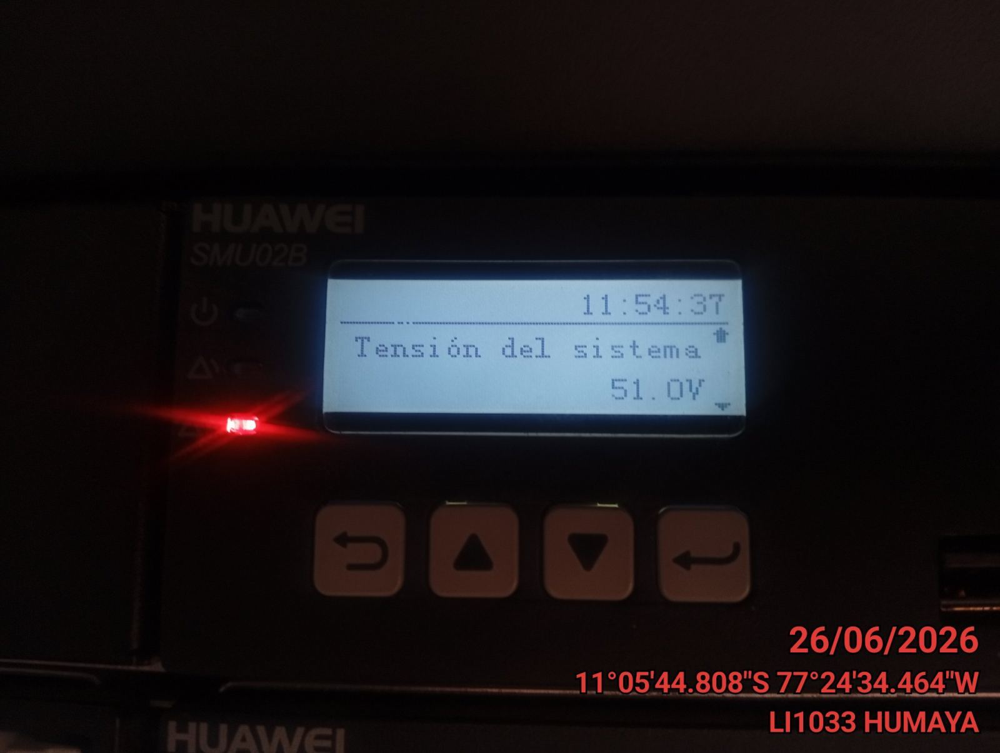 HUAWEI
SMU02B
11:54:37
Tensión del sistema
51.0V
26/06/2026
11°05'44.808"S 77°24'34.464"W
LI1033 HUMAYA
HUAWEI